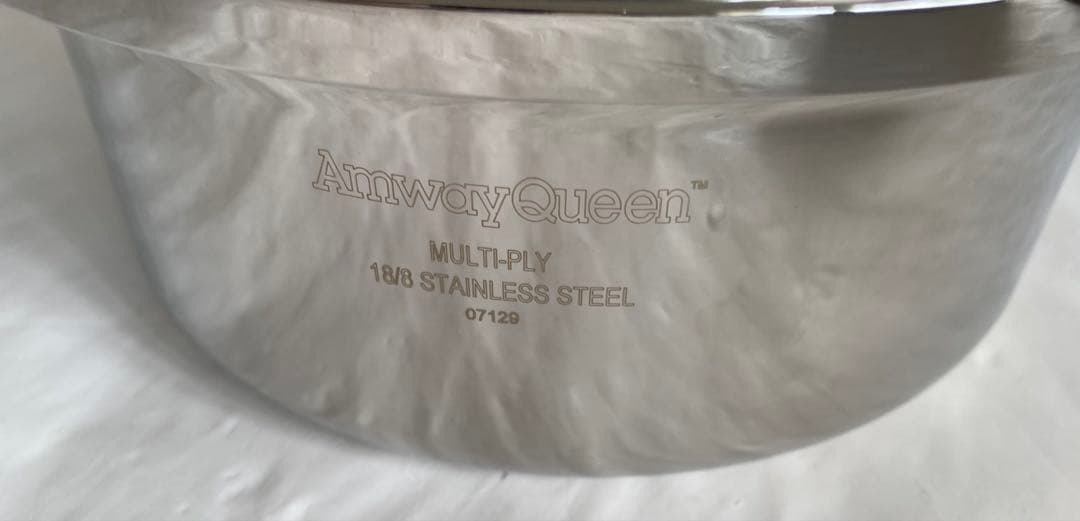 AmwayQueen™
MULTI-PLY
18/8 STAINLESS STEEL
07129